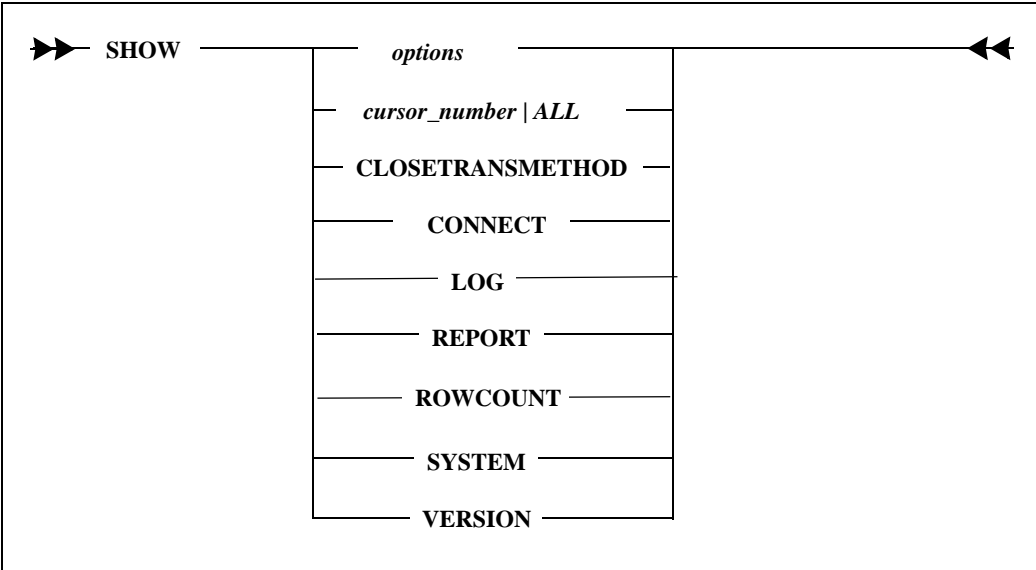 SHOW options
cursor_number | ALL
CLOSETRANSMETHOD
CONNECT
LOG
REPORT
ROWCOUNT
SYSTEM
VERSION